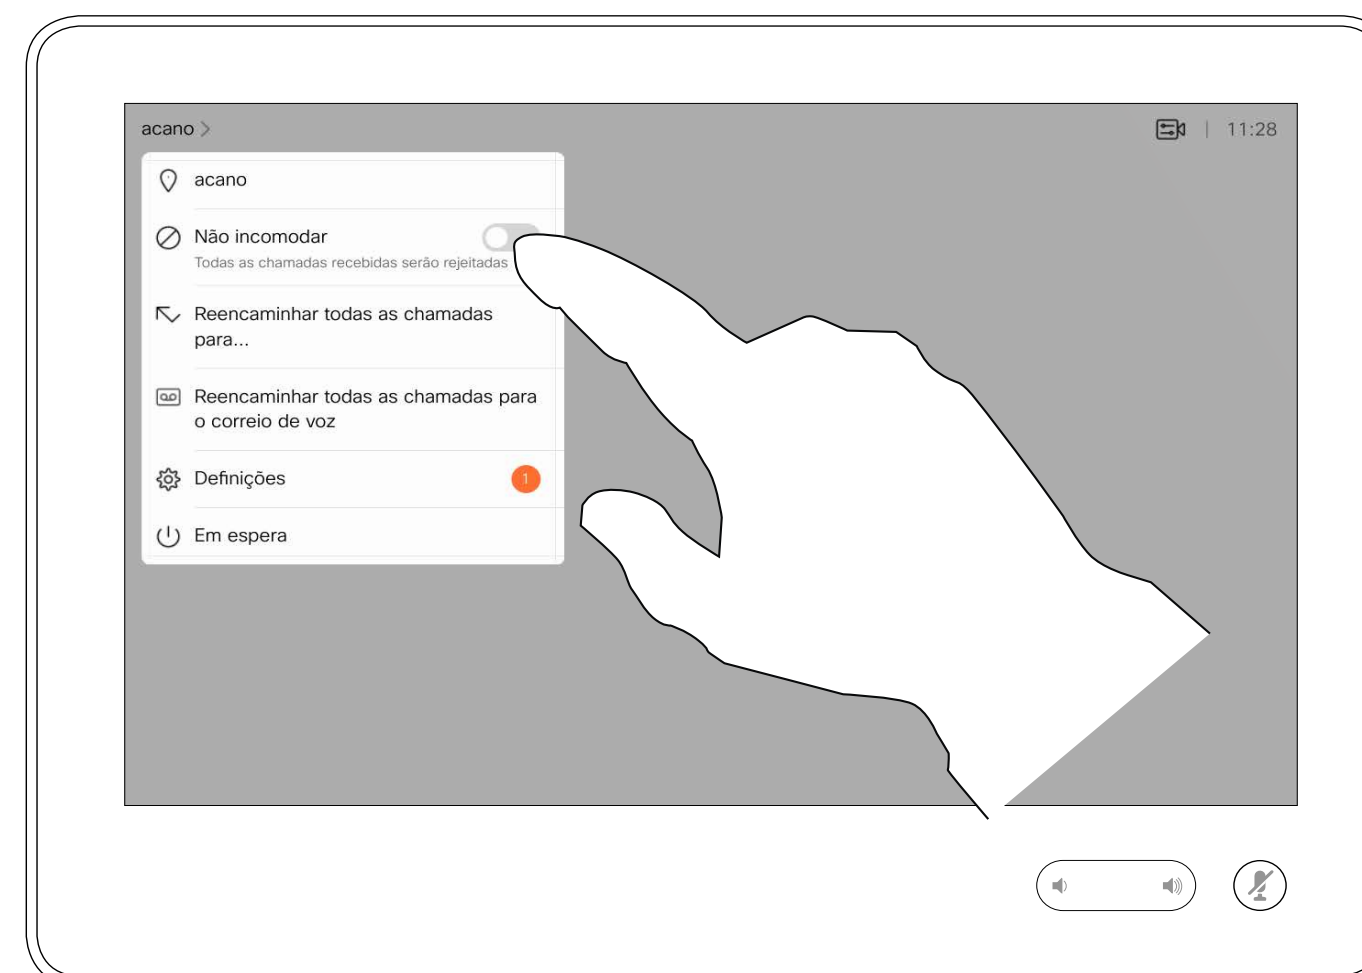 acano
11:28
acano
Não incomodar
Todas as chamadas recebidas serão rejeitadas
Reencaminhar todas as chamadas
para...
Reencaminhar todas as chamadas para
o correio de voz
Definições
1
Em espera